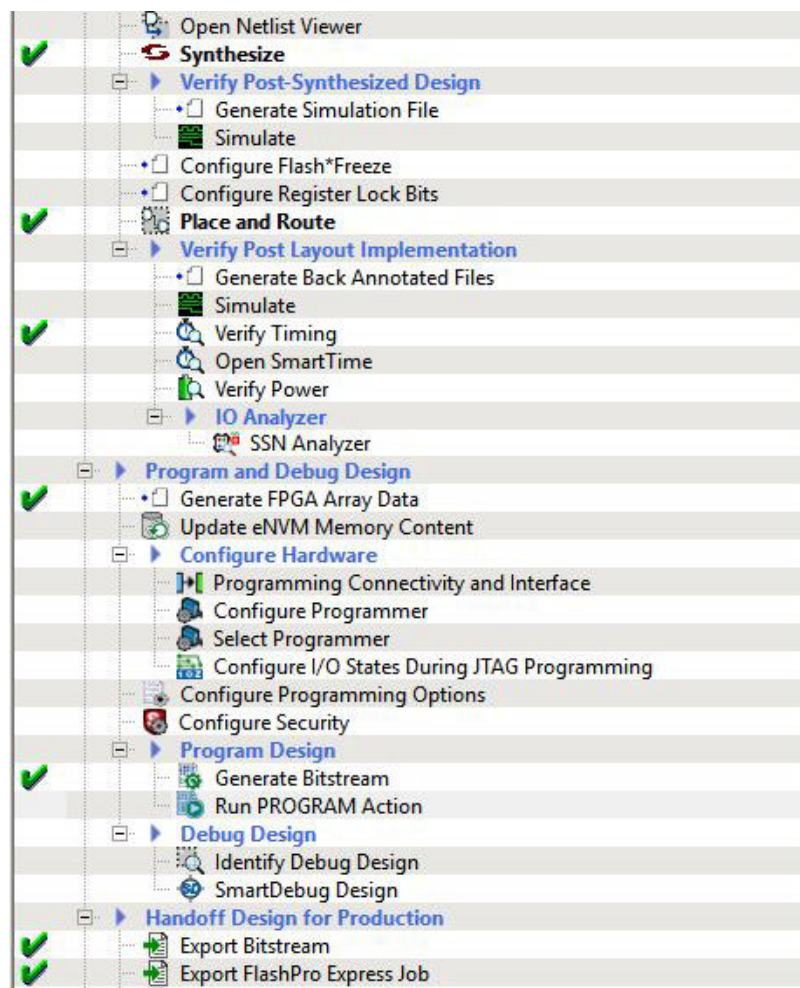 Open Netlist Viewer
Synthesize
Verify Post-Synthesized Design
Generate Simulation File
Simulate
Configure Flash*Freeze
Configure Register Lock Bits
Place and Route
Verify Post Layout Implementation
Generate Back Annotated Files
Simulate
Verify Timing
Open SmartTime
Verify Power
IO Analyzer
SSN Analyzer
Program and Debug Design
Generate FPGA Array Data
Update eNVM Memory Content
Configure Hardware
Programming Connectivity and Interface
Configure Programmer
Select Programmer
Configure I/O States During JTAG Programming
Configure Programming Options
Configure Security
Program Design
Generate Bitstream
Run PROGRAM Action
Debug Design
Identify Debug Design
SmartDebug Design
Handoff Design for Production
Export Bitstream
Export FlashPro Express Job